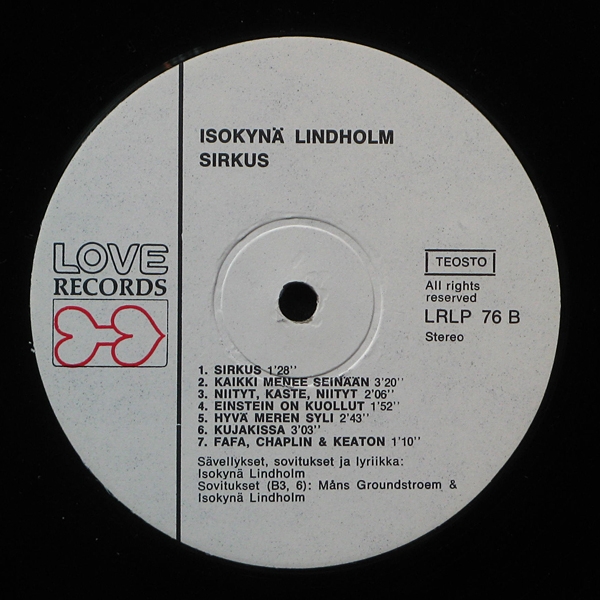 ISOKYNÄ LINDHOLM
SIRKUS
LOVE
RECORDS
TEOSTO
All rights
reserved
LRLP 76 B
Stereo
1. SIRKUS 1'28''
2. KAIKKI MENEE SEINÄÄN 3'20''
3. NIITYT, KASTE, NIITYT 2'06''
4. EINSTEIN ON KUOLLUT 1'52''
5. HYVÄ MEREN SYLI 2'43''
6. KUJAKISSA 3'03''
7. FAFA, CHAPLIN & KEATON 1'10''
Sävellykset, sovitukset ja lyriikka:
Isokynä Lindholm
Sovitukset (B3, 6): Måns Groundstroem &
Isokynä Lindholm